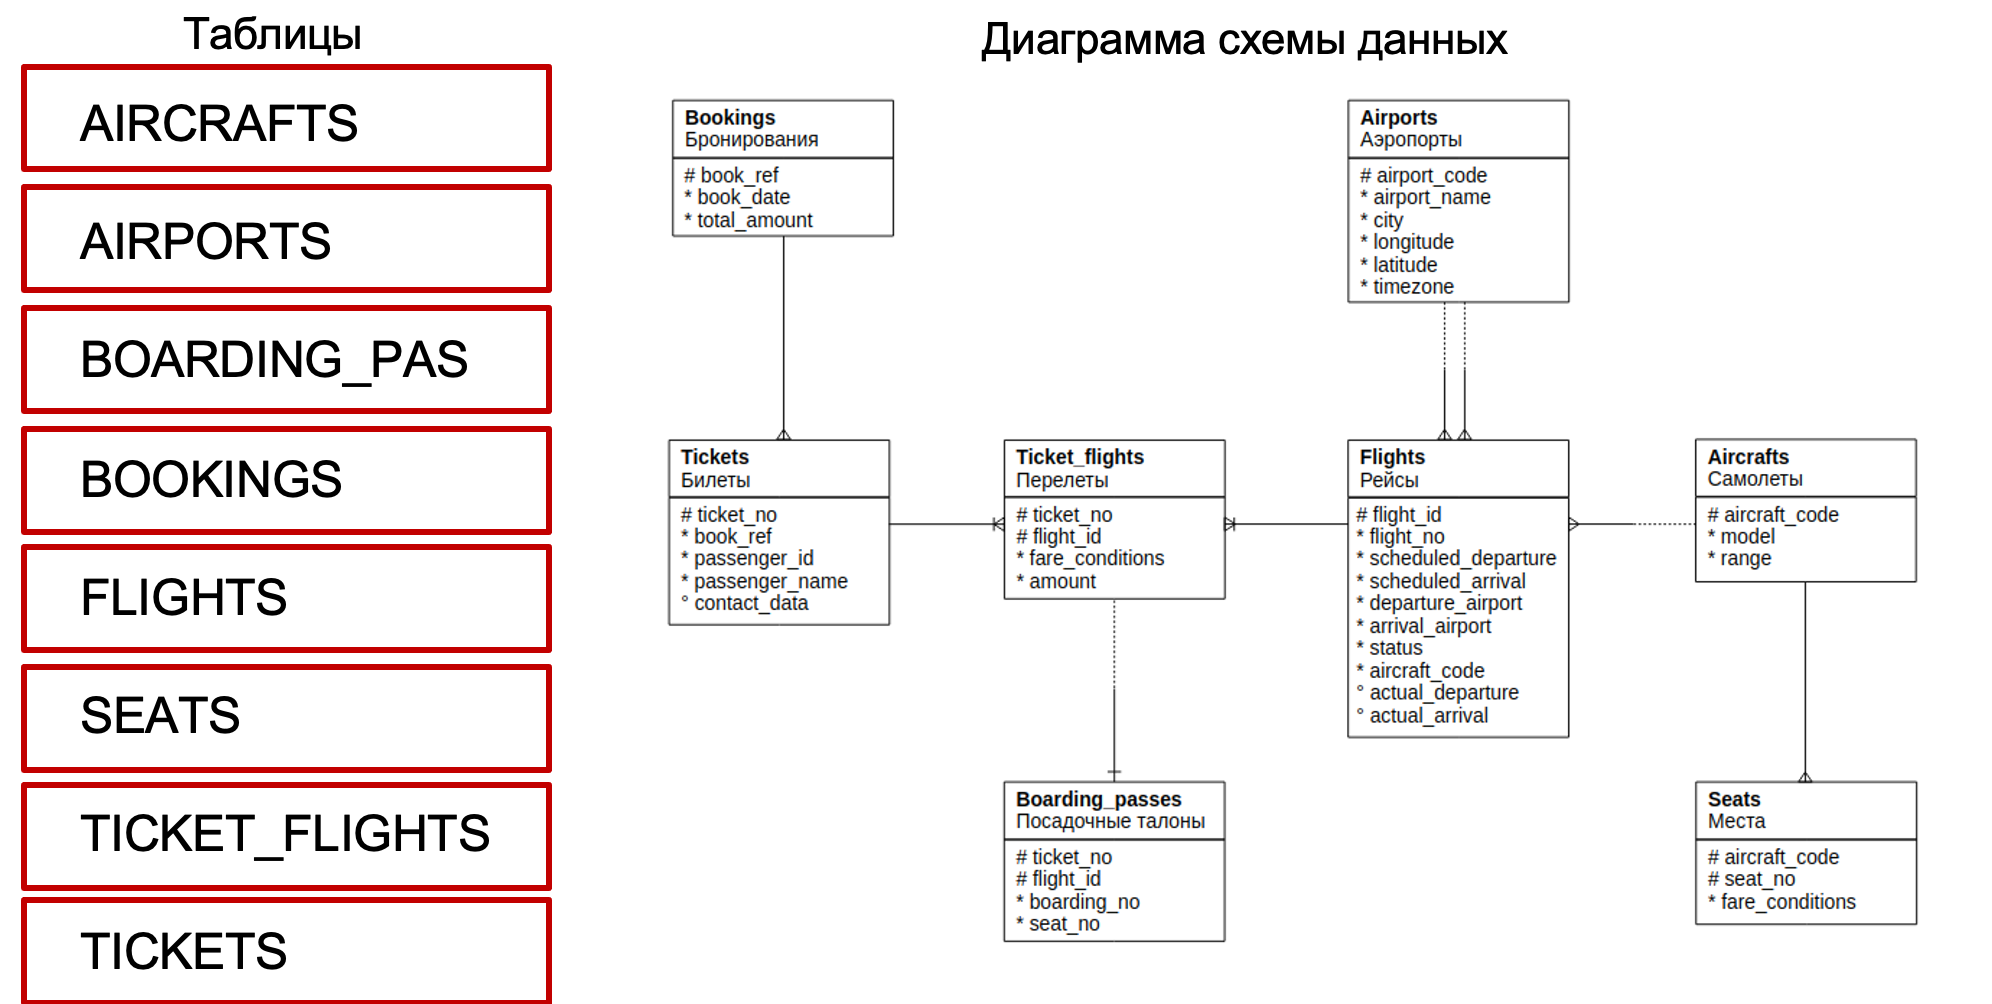 Таблицы
AIRCRAFTS
AIRPORTS
BOARDING_PAS
BOOKINGS
FLIGHTS
SEATS
TICKET_FLIGHTS
TICKETS
Диаграмма схемы данных
Bookings
Бронирования
# book_ref
* book_date
* total_amount
Airports
Аэропорты
# airport_code
* airport_name
* city
* longitude
* latitude
* timezone
Tickets
Билеты
# ticket_no
* book_ref
* passenger_id
* passenger_name
° contact_data
Ticket_flights
Перелеты
# ticket_no
# flight_id
* fare_conditions
* amount
Flights
Рейсы
# flight_id
* flight_no
* scheduled_departure
* scheduled_arrival
* departure_airport
* arrival_airport
* status
* aircraft_code
° actual_departure
° actual_arrival
Aircrafts
Самолеты
# aircraft_code
* model
* range
Boarding_passes
Посадочные талоны
# ticket_no
# flight_id
* boarding_no
* seat_no
Seats
Места
# aircraft_code
# seat_no
* fare_conditions